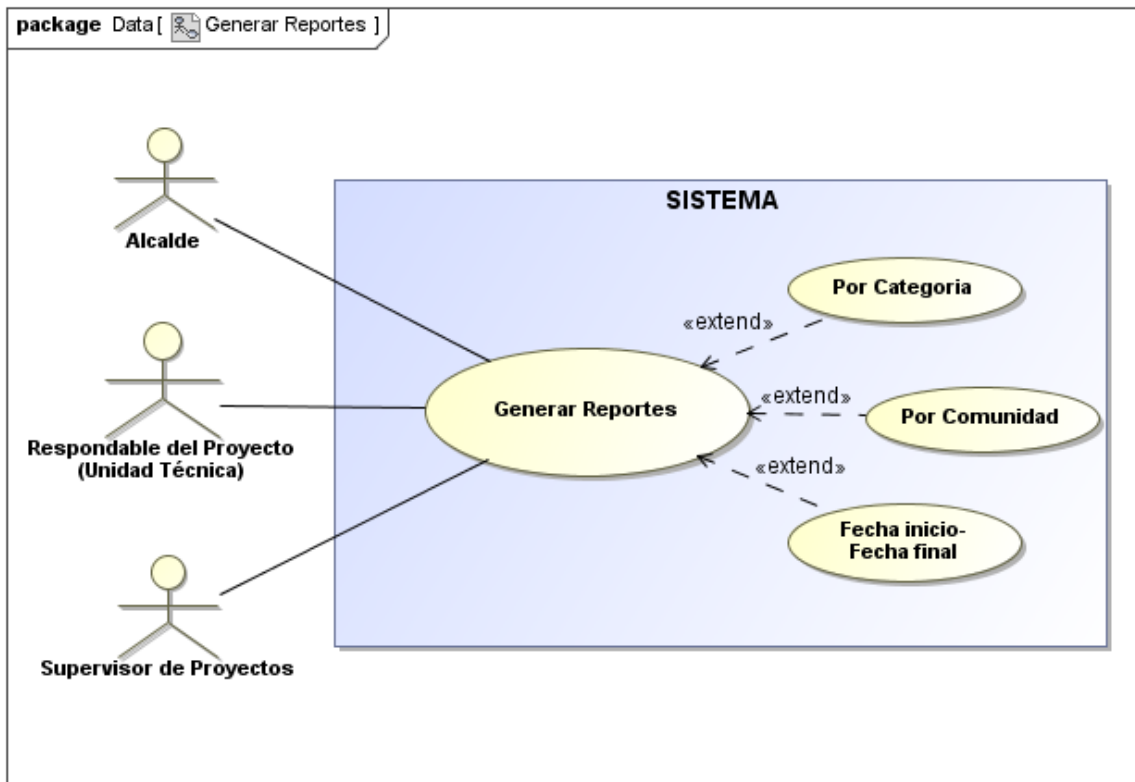 package Data[ Generar Reportes ]
SISTEMA
Alcalde
Respondable del Proyecto
(Unidad Técnica)
Supervisor de Proyectos
Generar Reportes
«extend»
Por Categoria
«extend»
Por Comunidad
«extend»
Fecha inicio-
Fecha final